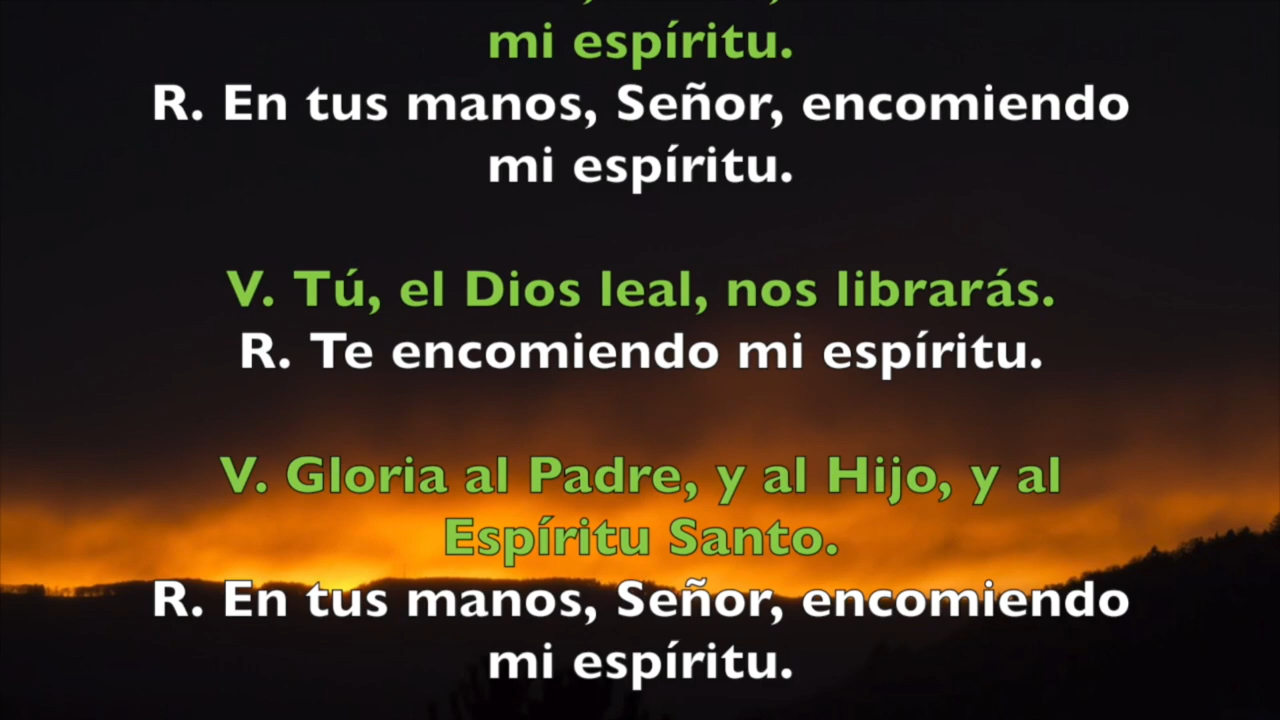 mi espíritu.
R. En tus manos, Señor, encomiendo
mi espíritu.
V. Tú, el Dios leal, nos librarás.
R. Te encomiendo mi espíritu.
V. Gloria al Padre, y al Hijo, y al
Espíritu Santo.
R. En tus manos, Señor, encomiendo
mi espíritu.